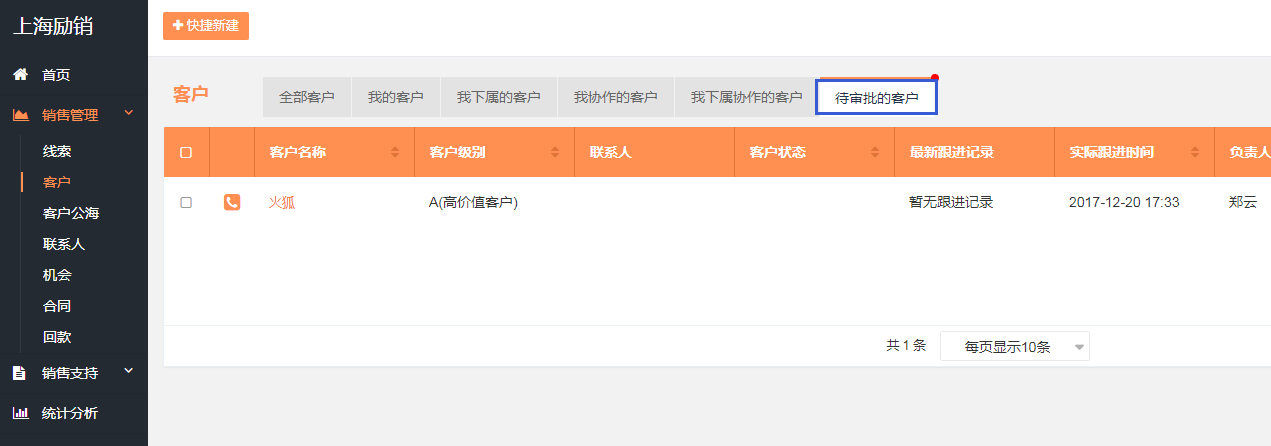 上海励销
快捷新建
首页
销售管理
线索
客户
客户公海
联系人
机会
合同
回款
销售支持
统计分析
客户
全部客户 我的客户 我下属的客户 我协作的客户 我下属协作的客户 待审批的客户
客户名称 客户级别 联系人 客户状态 最新跟进记录 实际跟进时间 负责人
火狐 A(高价值客户) 暂无跟进记录 2017-12-20 17:33 郑云
共 1 条 每页显示10条